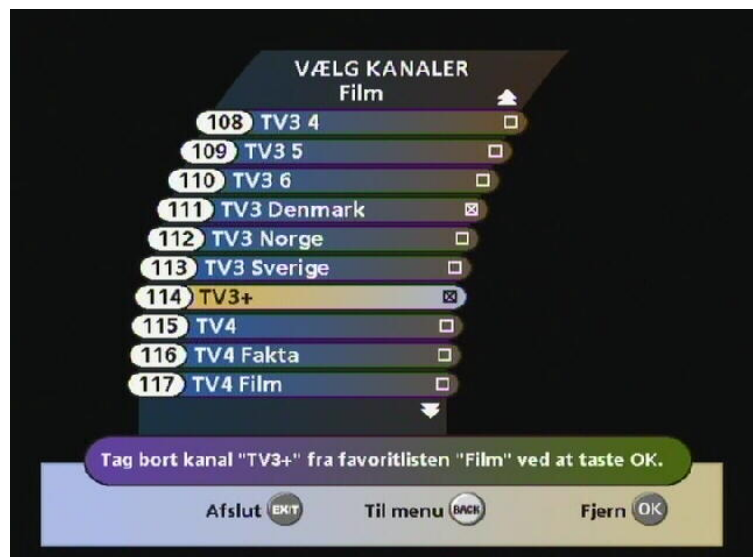 VÆLG KANALER
Film
108 TV3 4
109 TV3 5
110 TV3 6
111 TV3 Denmark
112 TV3 Norge
113 TV3 Sverige
114 TV3+
115 TV4
116 TV4 Fakta
117 TV4 Film
Tag bort kanal "TV3+" fra favoritlisten "Film" ved at taste OK.
Afslut EXIT Til menu BACK Fjern OK